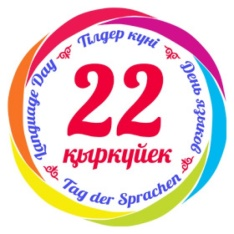 Тілдер күні
Language Day
День языков
22
қыркүйек
Tag der Sprachen